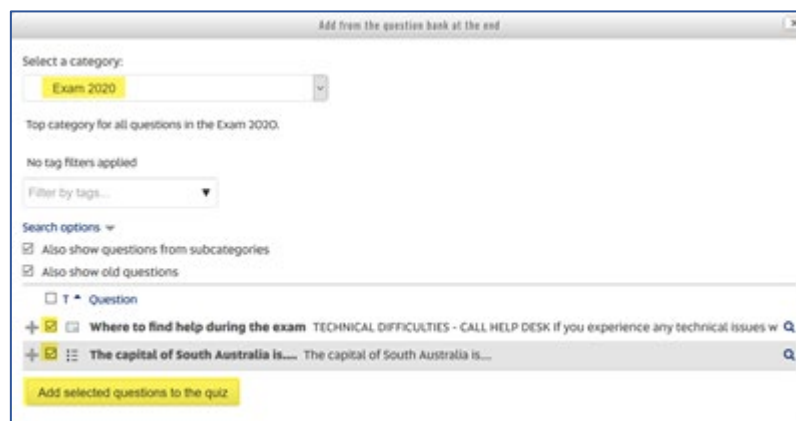 Add from the question bank at the end
Select a category:
Exam 2020
Top category for all questions in the Exam 2020.
No tag filters applied
Filter by tags...
Search options
Also show questions from subcategories
Also show old questions
T Question
Where to find help during the exam TECHNICAL DIFFICULTIES - CALL HELP DESK If you experience any technical issues w
The capital of South Australia is.... The capital of South Australia is....
Add selected questions to the quiz